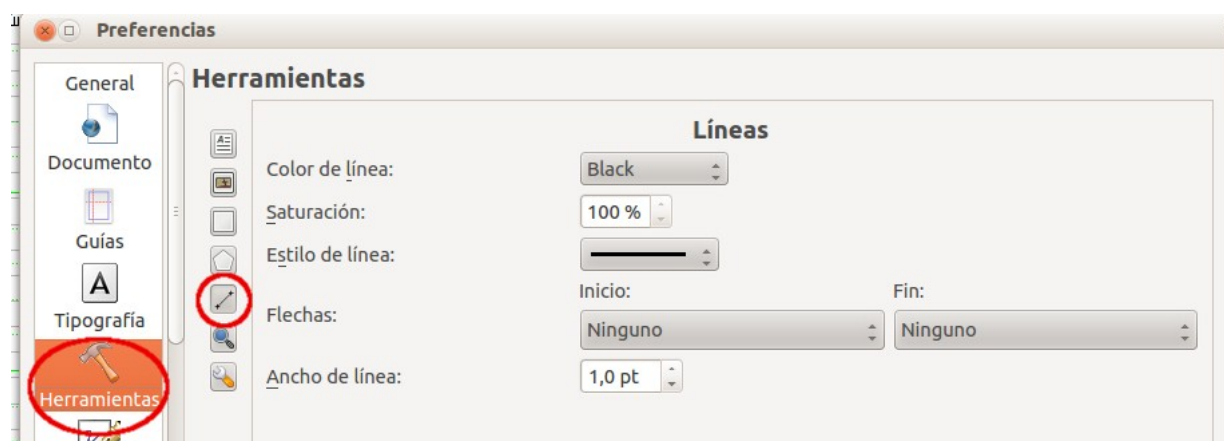 Preferencias
General
Documento
Guías
A
Tipografía
Herramientas
Herramientas
Líneas
Color de línea:
Black
Saturación:
100 %
Estilo de línea:
Flechas:
Inicio:
Ninguno
Fin:
Ninguno
Ancho de línea:
1,0 pt